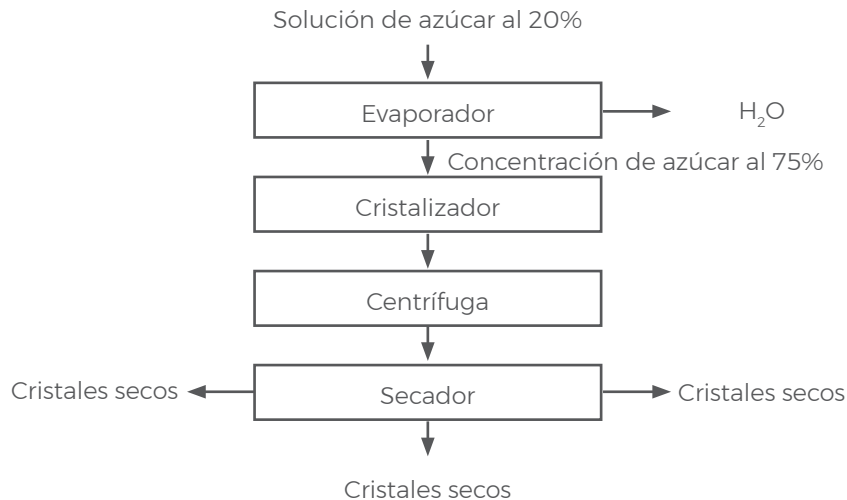 Solución de azúcar al 20%
Evaporador
H₂O
Concentración de azúcar al 75%
Cristalizador
Centrífuga
Cristales secos
Secador
Cristales secos
Cristales secos